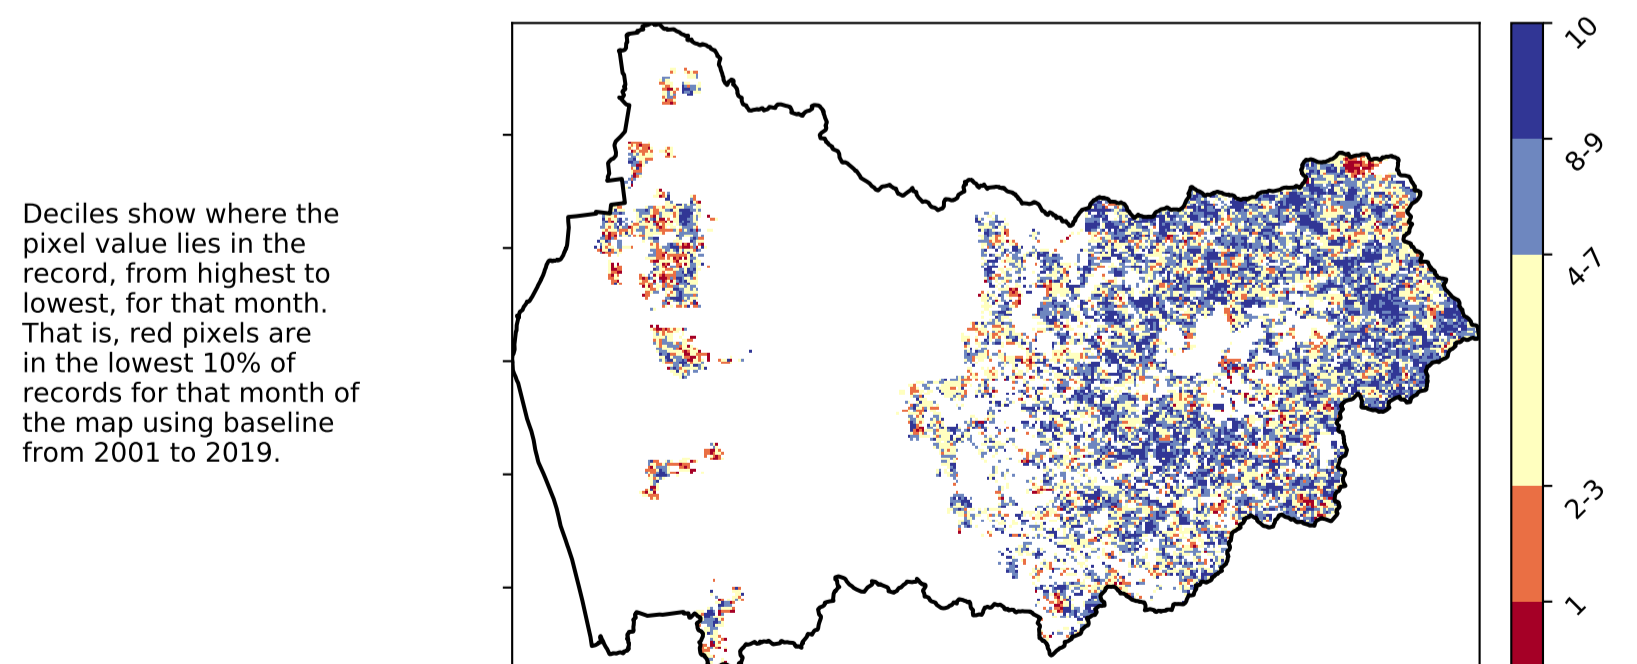 Deciles show where the
pixel value lies in the
record, from highest to
lowest, for that month.
That is, red pixels are
in the lowest 10% of
records for that month of
the map using baseline
from 2001 to 2019.
10
8-9
4-7
2-3
1